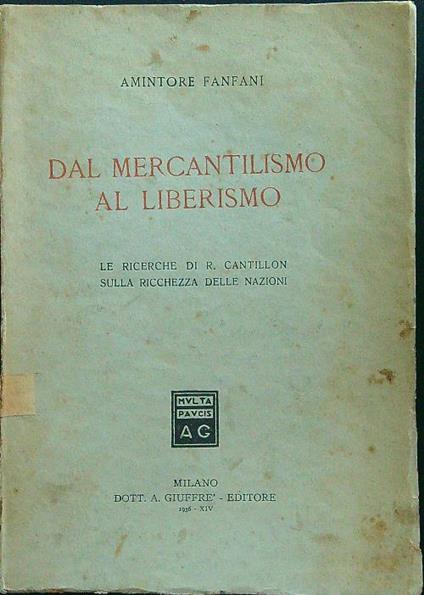 AMINTORE FANFANI
DAL MERCANTILISMO
AL LIBERISMO
LE RICERCHE DI R. CANTILLON
SULLA RICCHEZZA DELLE NAZIONI
MVLTA
PAVCIS
AG
MILANO
DOTT. A. GIUFFRE' - EDITORE
1936 - XIV